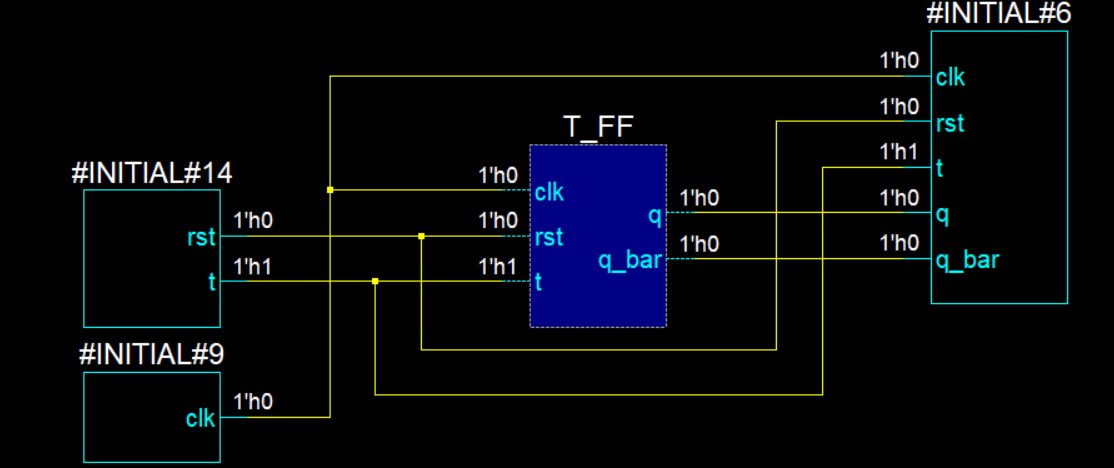 #INITIAL#6
1'h0
clk
1'h0
rst
1'h1
t
1'h0
q
1'h0
q_bar
T_FF
1'h0
clk
1'h0
rst
1'h1
t
q
1'h0
q_bar
1'h0
#INITIAL#14
rst
1'h0
t
1'h1
#INITIAL#9
clk
1'h0